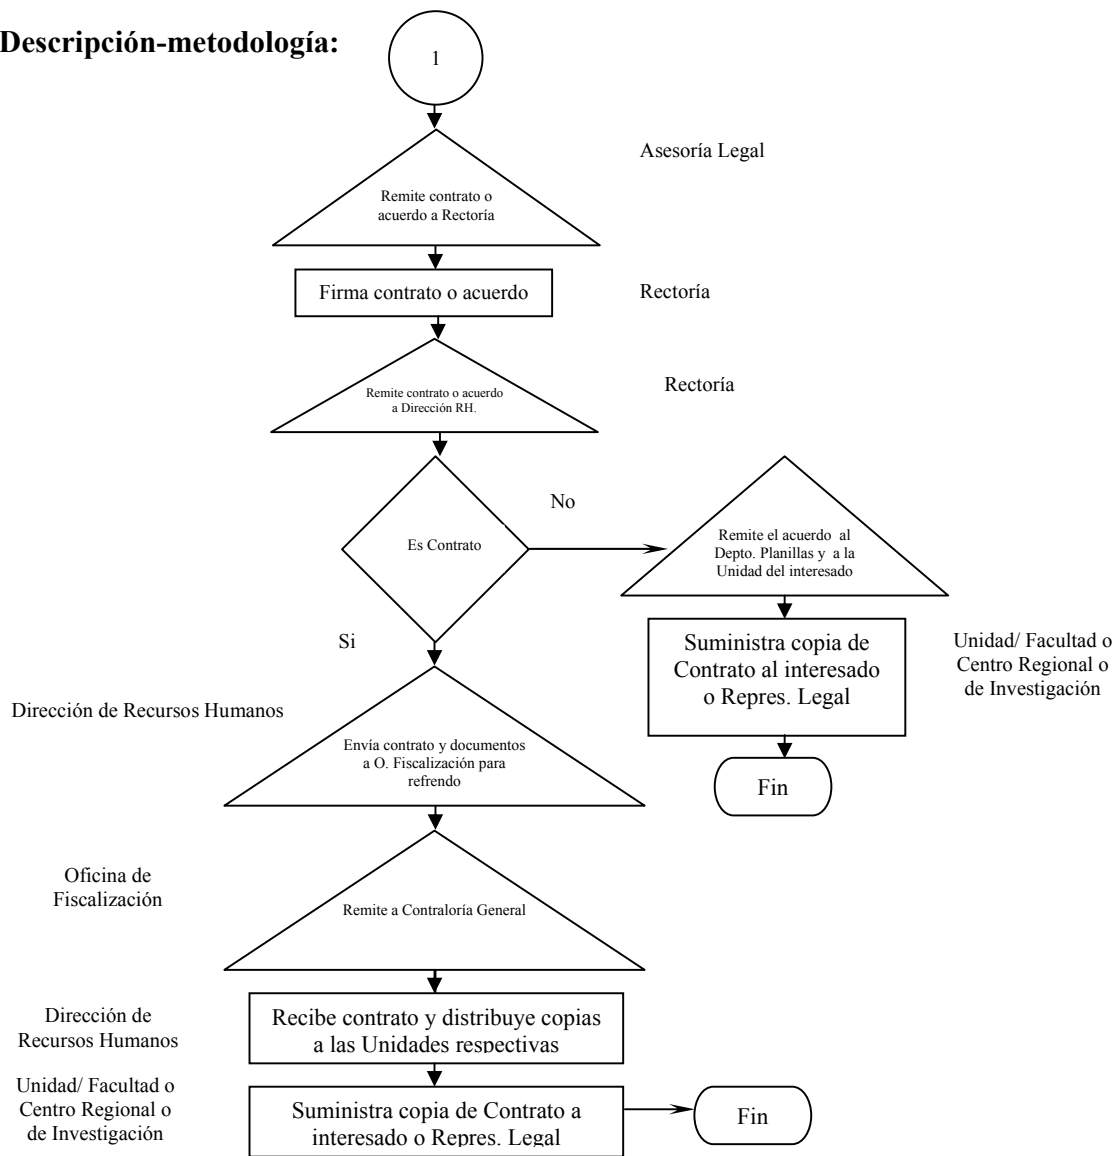 Descripción-metodología:
1
Asesoría Legal
Remite contrato o
acuerdo a Rectoría
Firma contrato o acuerdo
Rectoría
Remite contrato o acuerdo
a Dirección RH.
Rectoría
No
Es Contrato
Remite el acuerdo al
Depto. Planillas y a la
Unidad del interesado
Si
Suministra copia de
Contrato al interesado
o Repres. Legal
Unidad/ Facultad o
Centro Regional o
de Investigación
Dirección de Recursos Humanos
Envía contrato y documentos
a O. Fiscalización para
refrendo
Fin
Oficina de
Fiscalización
Remite a Contraloría General
Dirección de
Recursos Humanos
Recibe contrato y distribuye copias
a las Unidades respectivas
Unidad/ Facultad o
Centro Regional o
de Investigación
Suministra copia de Contrato a
interesado o Repres. Legal
Fin